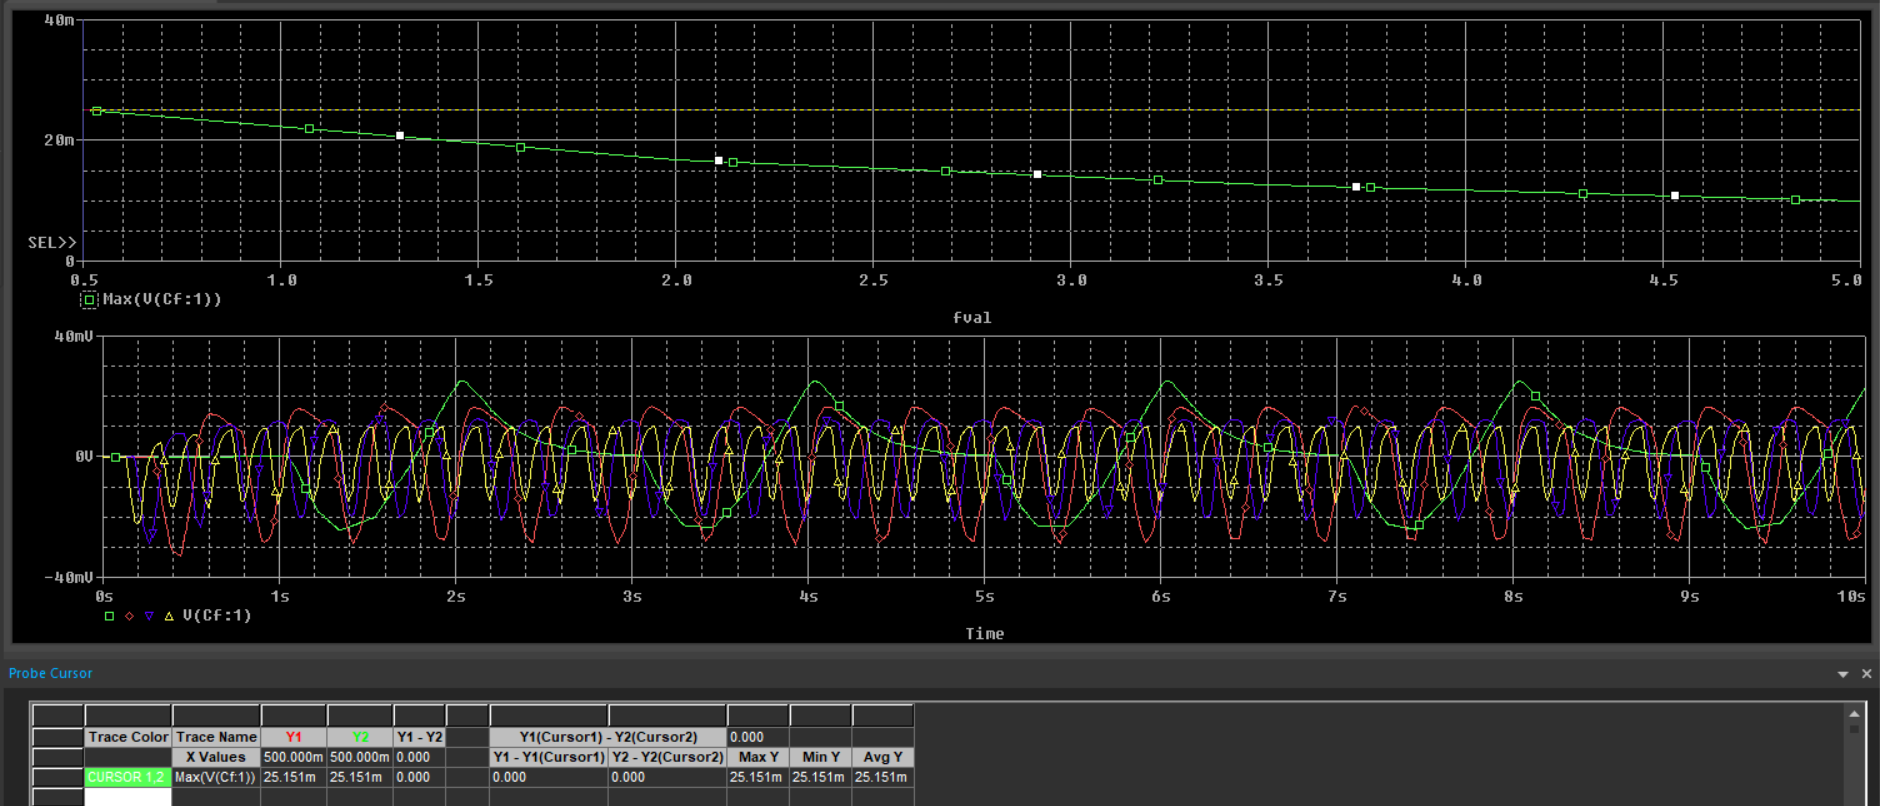 40m
20m
SEL>>
0
0.5 1.0 1.5 2.0 2.5 3.0 3.5 4.0 4.5 5.0
Max(V(Cf:1))
fval
40mV
0V
-40mV
0s 1s 2s 3s 4s 5s 6s 7s 8s 9s 10s
V(Cf:1)
Time
Probe Cursor
Trace Color Trace Name Y1 Y2 Y1 - Y2 Y1(Cursor1) - Y2(Cursor2) 0.000
X Values 500.000m 500.000m 0.000 Y1 - Y1(Cursor1) Y2 - Y2(Cursor2) Max Y Min Y Avg Y
CURSOR 1,2 Max(V(Cf:1)) 25.151m 25.151m 0.000 0.000 0.000 25.151m 25.151m 25.151m